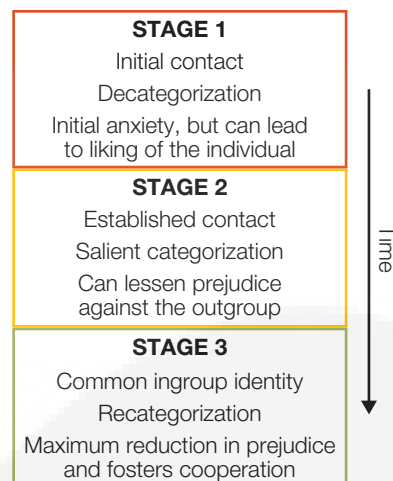 STAGE 1
Initial contact
Decategorization
Initial anxiety, but can lead
to liking of the individual
STAGE 2
Established contact
Salient categorization
Can lessen prejudice
against the outgroup
STAGE 3
Common ingroup identity
Recategorization
Maximum reduction in prejudice
and fosters cooperation
Time